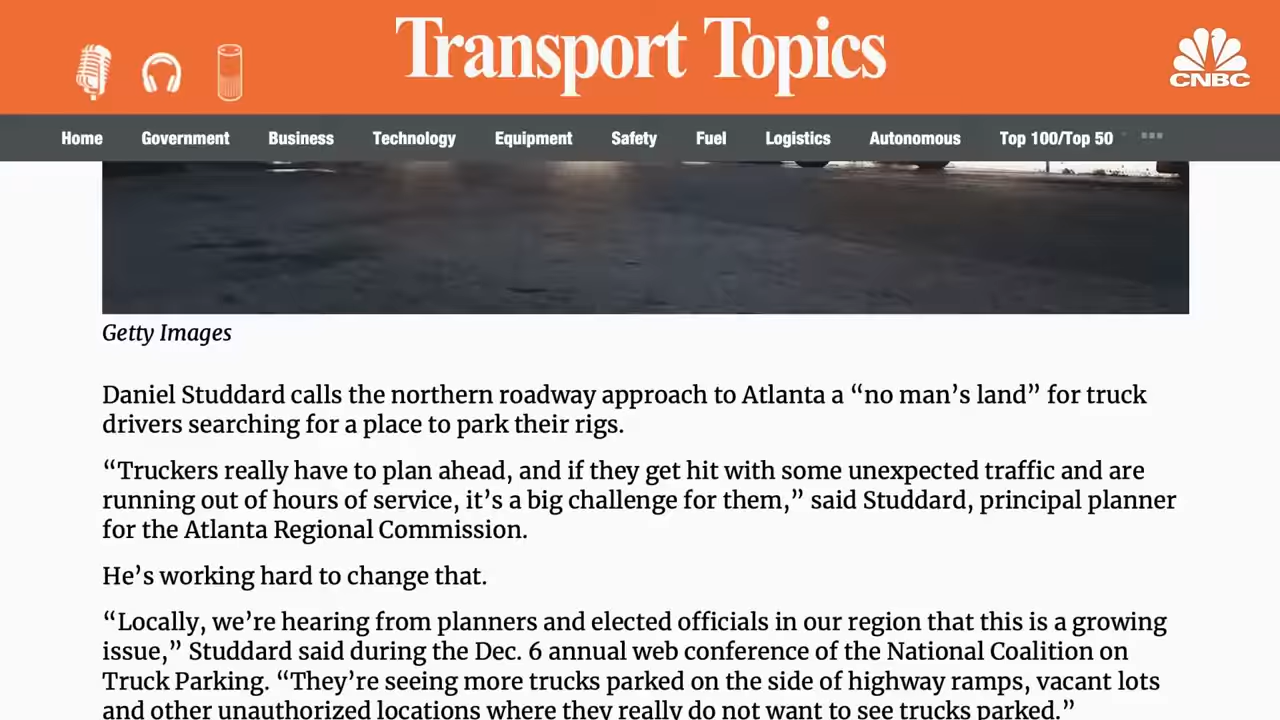 Transport Topics
CNBC
Home Government Business Technology Equipment Safety Fuel Logistics Autonomous Top 100/Top 50
Getty Images
Daniel Studdard calls the northern roadway approach to Atlanta a “no man’s land” for truck
drivers searching for a place to park their rigs.
“Truckers really have to plan ahead, and if they get hit with some unexpected traffic and are
running out of hours of service, it’s a big challenge for them,” said Studdard, principal planner
for the Atlanta Regional Commission.
He’s working hard to change that.
“Locally, we’re hearing from planners and elected officials in our region that this is a growing
issue,” Studdard said during the Dec. 6 annual web conference of the National Coalition on
Truck Parking. “They’re seeing more trucks parked on the side of highway ramps, vacant lots
and other unauthorized locations where they really do not want to see trucks parked.”